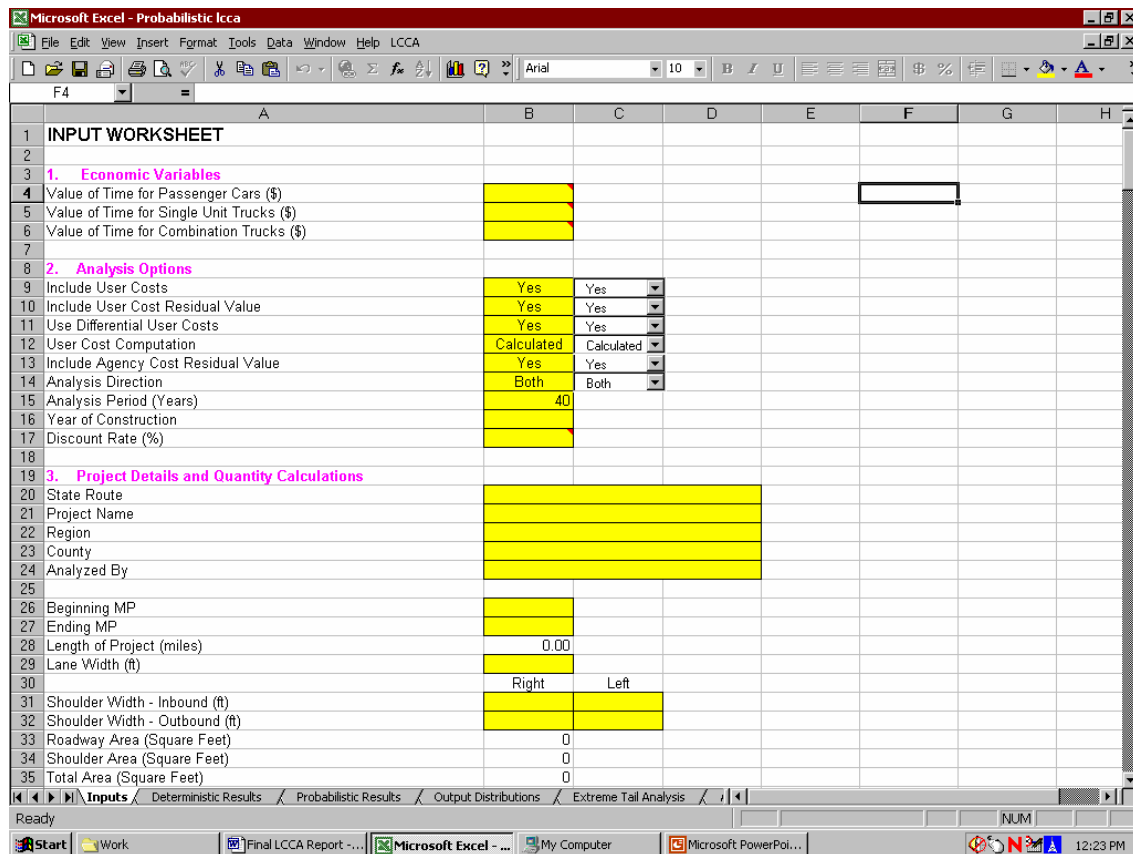 Microsoft Excel - Probabilistic lcca
File Edit View Insert Format Tools Data Window Help LCCA
Arial 10 B I U $ %
F4 =
A B C D E F G H
1 INPUT WORKSHEET
2
3 1. Economic Variables
4 Value of Time for Passenger Cars ($)
5 Value of Time for Single Unit Trucks ($)
6 Value of Time for Combination Trucks ($)
7
8 2. Analysis Options
9 Include User Costs Yes Yes
10 Include User Cost Residual Value Yes Yes
11 Use Differential User Costs Yes Yes
12 User Cost Computation Calculated Calculated
13 Include Agency Cost Residual Value Yes Yes
14 Analysis Direction Both Both
15 Analysis Period (Years) 40
16 Year of Construction
17 Discount Rate (%)
18
19 3. Project Details and Quantity Calculations
20 State Route
21 Project Name
22 Region
23 County
24 Analyzed By
25
26 Beginning MP
27 Ending MP
28 Length of Project (miles) 0.00
29 Lane Width (ft)
30 Right Left
31 Shoulder Width - Inbound (ft)
32 Shoulder Width - Outbound (ft)
33 Roadway Area (Square Feet) 0
34 Shoulder Area (Square Feet) 0
35 Total Area (Square Feet) 0
Inputs Deterministic Results Probabilistic Results Output Distributions Extreme Tail Analysis
Ready NUM
Start Work Final LCCA Report -... Microsoft Excel - ... My Computer Microsoft PowerPoi... 12:23 PM